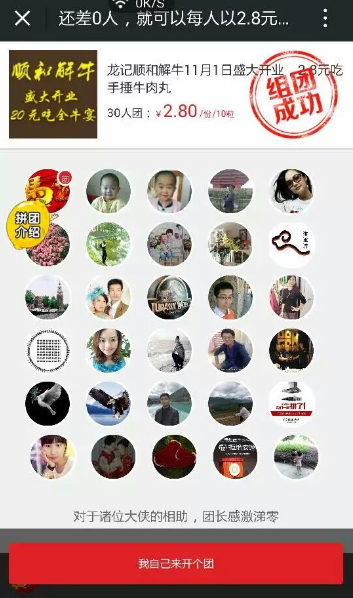 0K/S
还差0人，就可以每人以2.8元...
顺和解牛
盛大开业
20元吃全牛宴
龙记顺和解牛11月1日盛大开业，2.8元吃
手捶牛肉丸
30人团：¥2.80/份/10粒
组团
成功
团
拼团
介绍
对于诸位大侠的相助，团长感激涕零
我自己来开个团